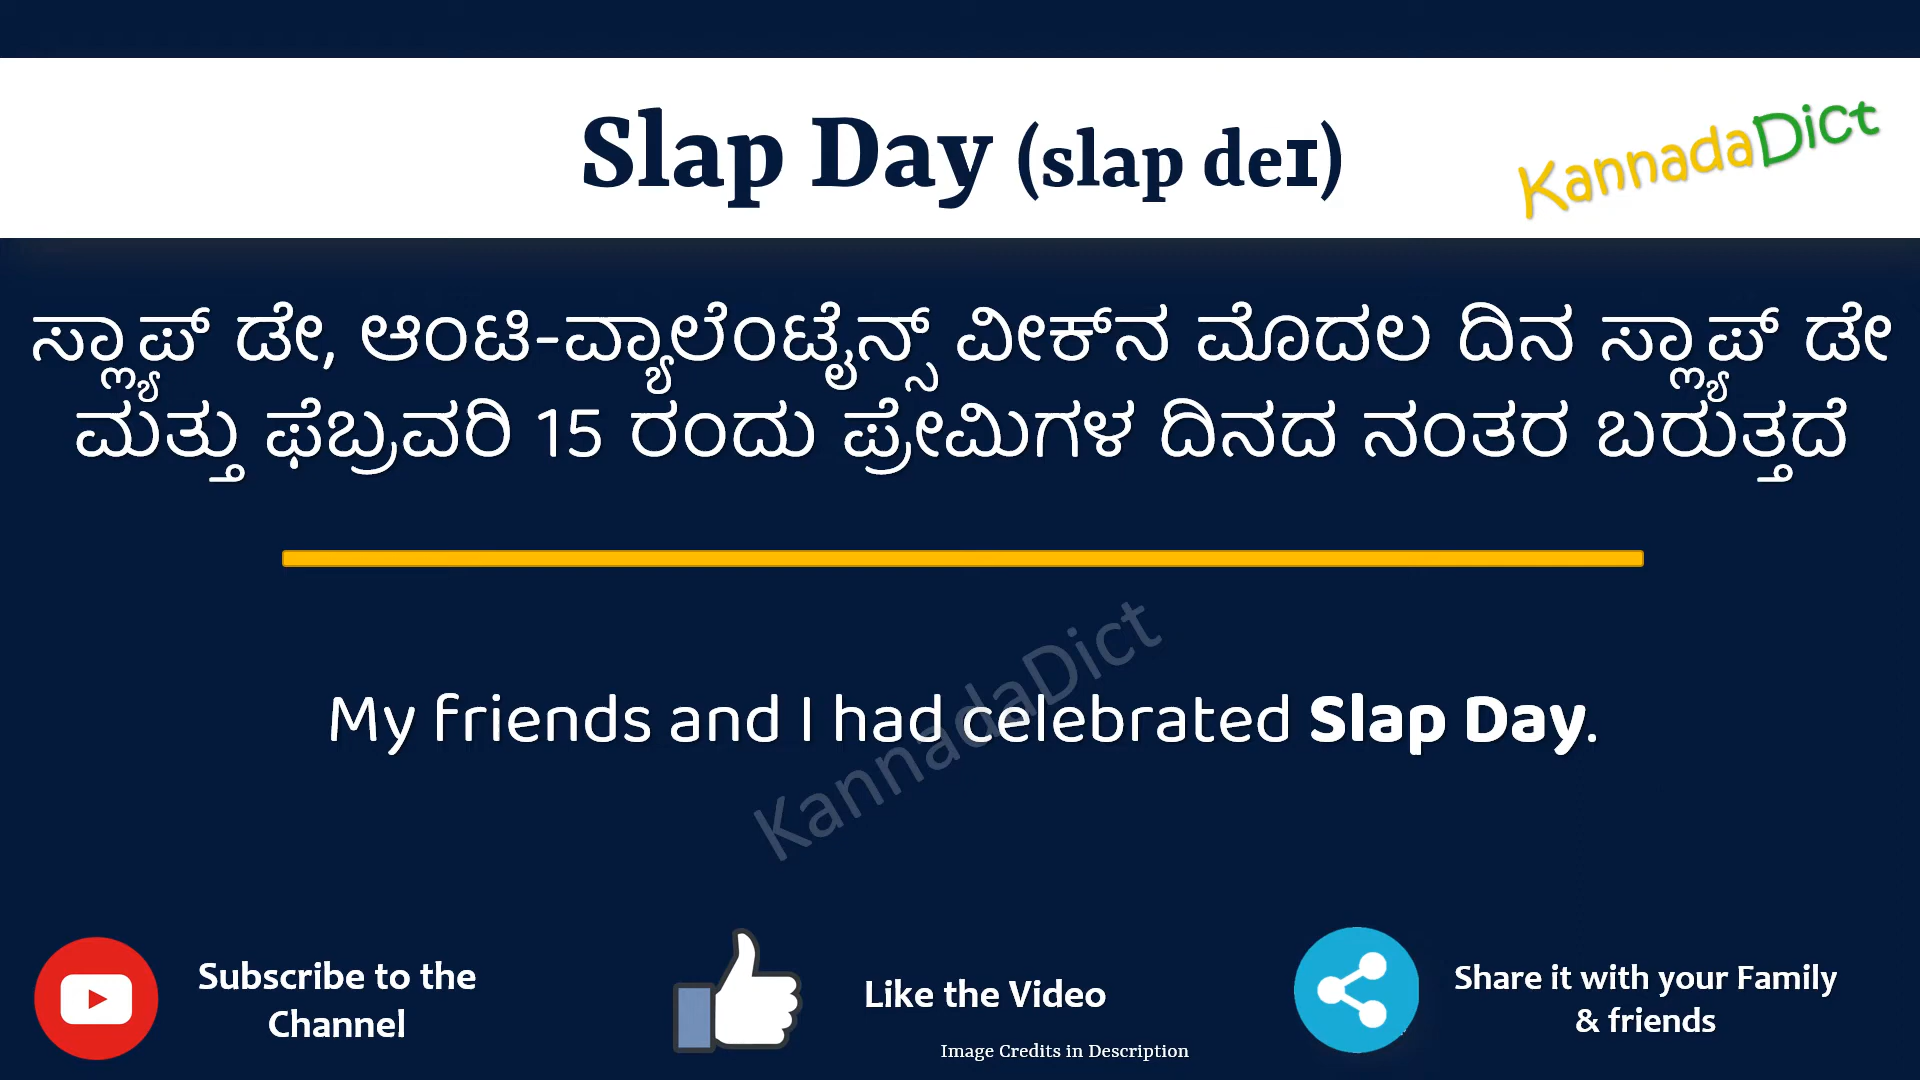 Slap Day (slap deɪ)
KannadaDict
ಸ್ಲ್ಯಾಪ್ ಡೇ, ಆಂಟಿ-ವ್ಯಾಲೆಂಟೈನ್ಸ್ ವೀಕ್‌ನ ಮೊದಲ ದಿನ ಸ್ಲ್ಯಾಪ್ ಡೇ
ಮತ್ತು ಫೆಬ್ರವರಿ 15 ರಂದು ಪ್ರೇಮಿಗಳ ದಿನದ ನಂತರ ಬರುತ್ತದೆ
My friends and I had celebrated Slap Day.
KannadaDict
Subscribe to the
Channel
Like the Video
Share it with your Family
& friends
Image Credits in Description